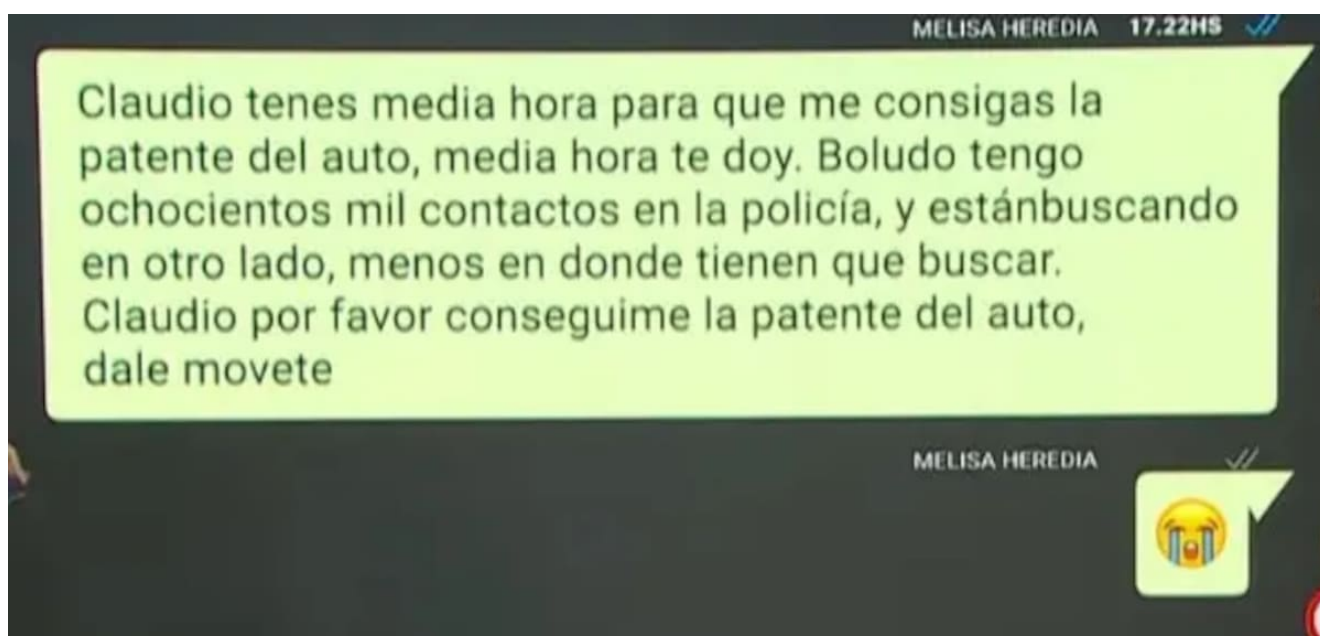 MELISA HEREDIA 17.22HS
Claudio tenes media hora para que me consigas la
patente del auto, media hora te doy. Boludo tengo
ochocientos mil contactos en la policía, y estánbuscando
en otro lado, menos en donde tienen que buscar.
Claudio por favor conseguime la patente del auto,
dale movete
MELISA HEREDIA